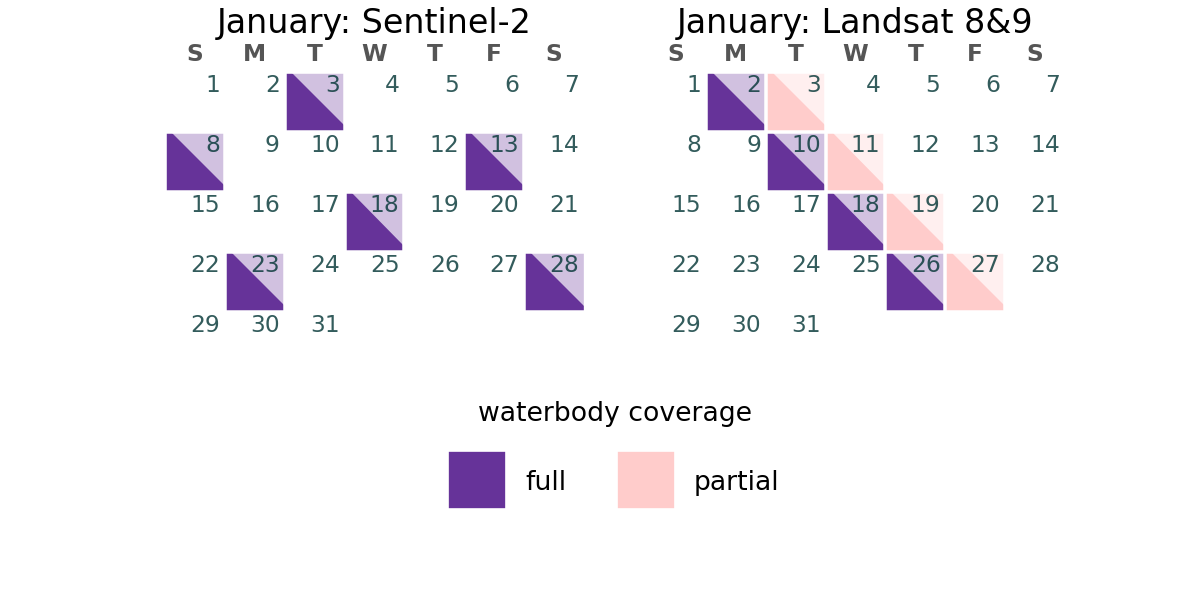 January: Sentinel-2
S M T W T F S
1 2 3 4 5 6 7
8 9 10 11 12 13 14
15 16 17 18 19 20 21
22 23 24 25 26 27 28
29 30 31
January: Landsat 8&9
S M T W T F S
1 2 3 4 5 6 7
8 9 10 11 12 13 14
15 16 17 18 19 20 21
22 23 24 25 26 27 28
29 30 31
waterbody coverage
full
partial